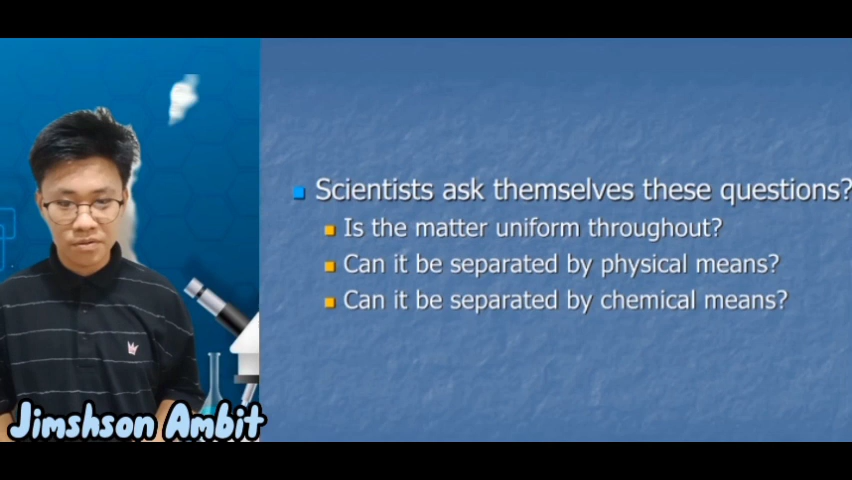 Scientists ask themselves these questions?
Is the matter uniform throughout?
Can it be separated by physical means?
Can it be separated by chemical means?
Jimshson Ambit